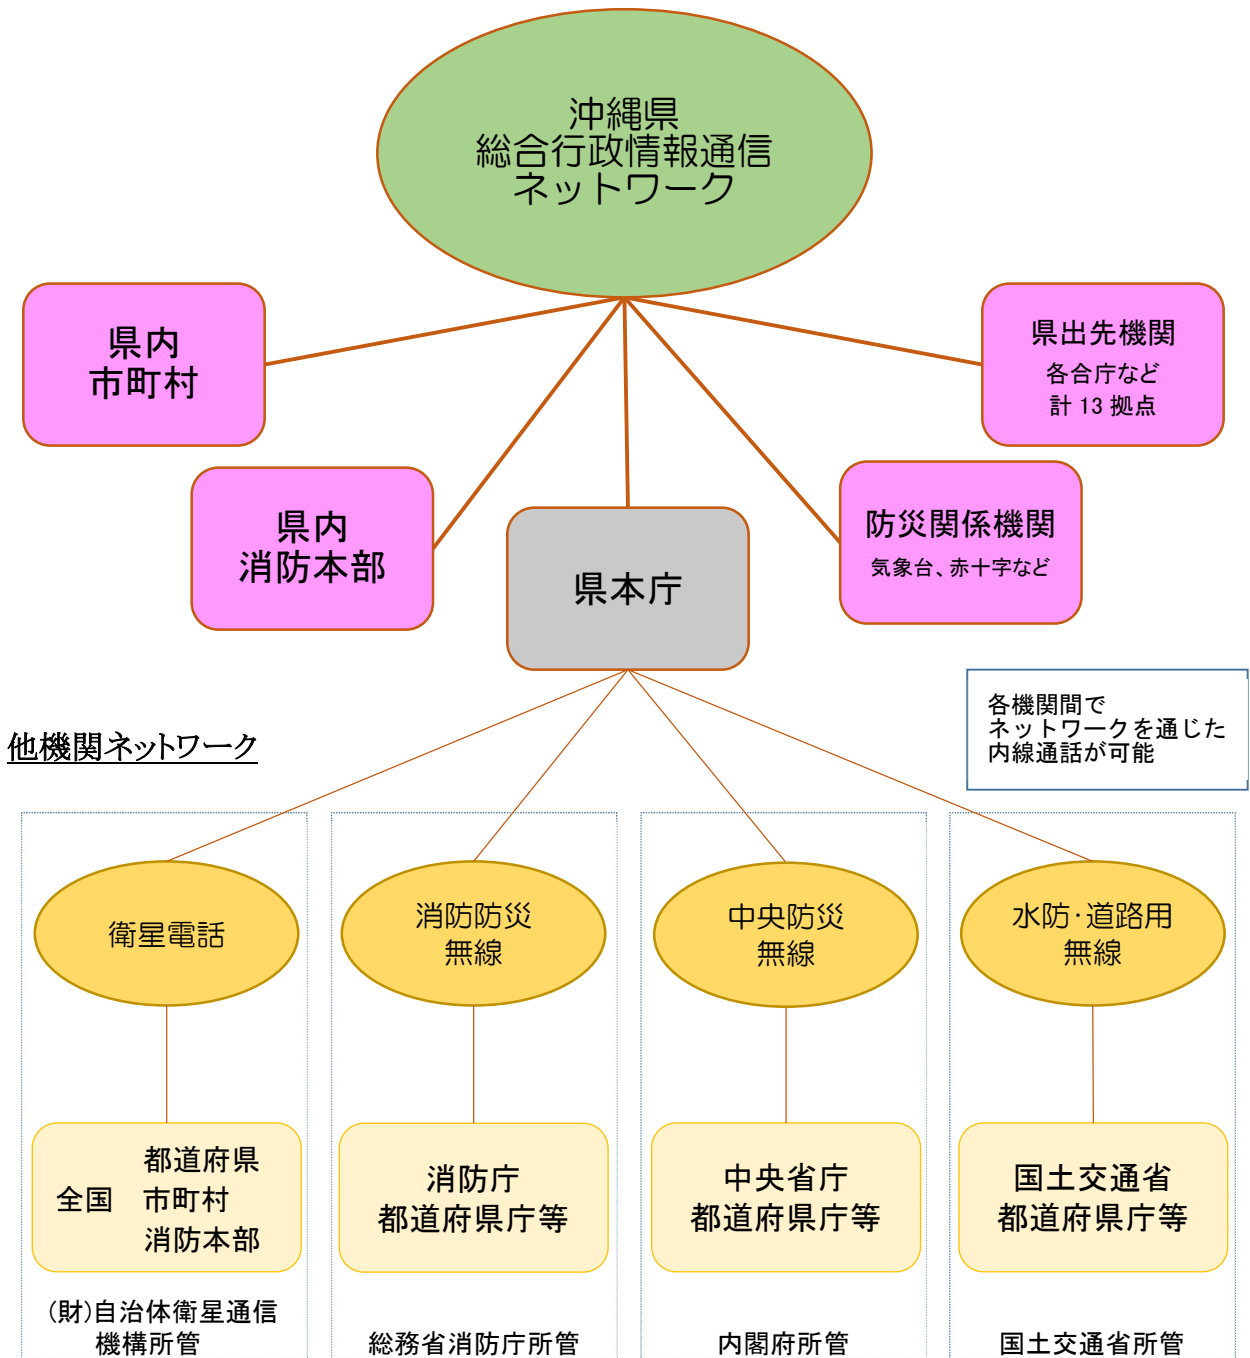 沖縄県
総合行政情報通信
ネットワーク
県内
市町村
県出先機関
各合庁など
計 13 拠点
県内
消防本部
県本庁
防災関係機関
気象台、赤十字など
各機関間で
ネットワークを通じた
内線通話が可能
他機関ネットワーク
衛星電話
消防防災
無線
中央防災
無線
水防・道路用
無線
都道府県
全国 市町村
消防本部
消防庁
都道府県庁等
中央省庁
都道府県庁等
国土交通省
都道府県庁等
(財)自治体衛星通信
機構所管
総務省消防庁所管
内閣府所管
国土交通省所管